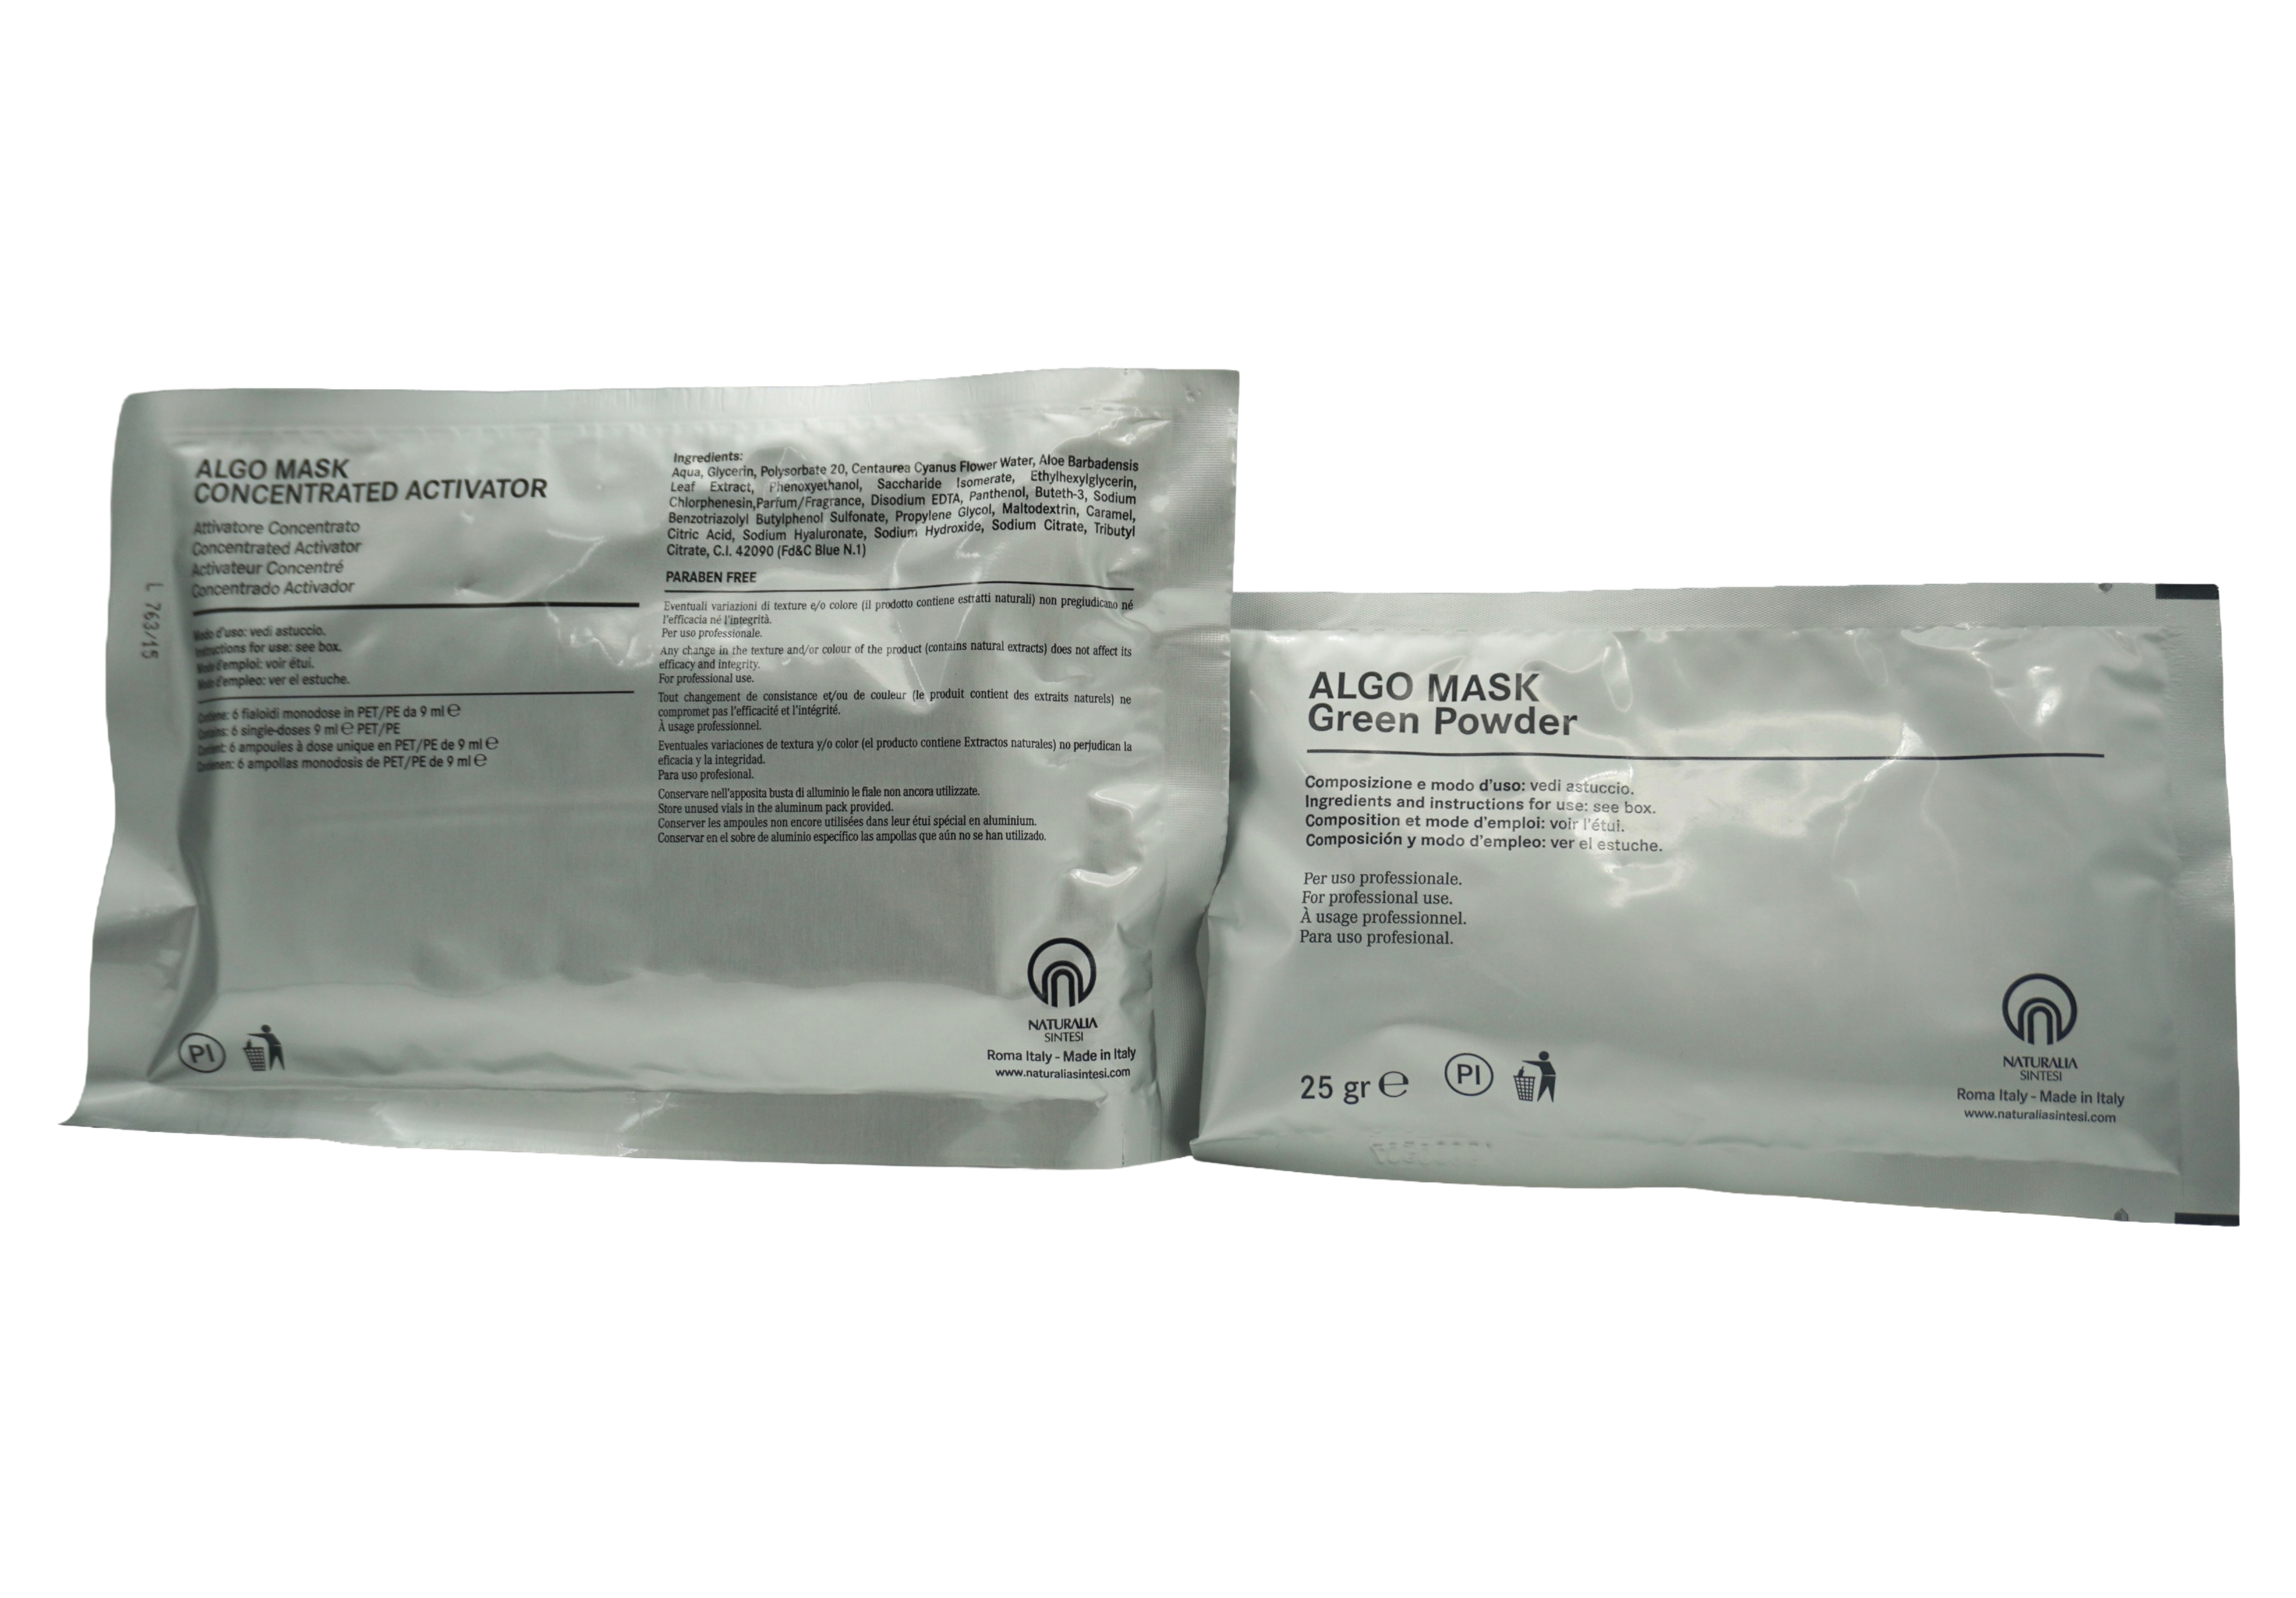 ALGO MASK
CONCENTRATED ACTIVATOR
Attivatore Concentrato
Concentrated Activator
Activateur Concentré
Concentrado Activador
L 763/15
Modo d'uso: vedi astuccio.
Instructions for use: see box.
Mode d'emploi: voir étui.
Modo d'empleo: ver el estuche.
6 fialoidi monodose in PET/PE da 9 ml ℮
6 single-doses 9 ml ℮ PET/PE
6 ampoules à dose unique en PET/PE de 9 ml ℮
6 ampollas monodosis de PET/PE de 9 ml ℮
PI
Ingredients:
Aqua, Glycerin, Polysorbate 20, Centaurea Cyanus Flower Water, Aloe Barbadensis
Leaf Extract, Phenoxyethanol, Saccharide Isomerate, Ethylhexylglycerin,
Chlorphenesin,Parfum/Fragrance, Disodium EDTA, Panthenol, Buteth-3, Sodium
Benzotriazolyl Butylphenol Sulfonate, Propylene Glycol, Maltodextrin, Caramel,
Citric Acid, Sodium Hyaluronate, Sodium Hydroxide, Sodium Citrate, Tributyl
Citrate, C.I. 42090 (Fd&C Blue N.1)
PARABEN FREE
Eventuali variazioni di texture e/o colore (il prodotto contiene estratti naturali) non pregiudicano né
l'efficacia né l'integrità.
Per uso professionale.
Any change in the texture and/or colour of the product (contains natural extracts) does not affect its
efficacy and integrity.
For professional use.
Tout changement de consistance et/ou de couleur (le produit contient des extraits naturels) ne
compromet pas l'efficacité et l'intégrité.
À usage professionnel.
Eventuales variaciones de textura y/o color (el producto contiene Extractos naturales) no perjudican la
eficacia y la integridad.
Para uso profesional.
Conservare nell'apposita busta di alluminio le fiale non ancora utilizzate.
Store unused vials in the aluminum pack provided.
Conserver les ampoules non encore utilisées dans leur étui spécial en aluminium.
Conservar en el sobre de aluminio específico las ampollas que aún no se han utilizado.
NATURALIA
SINTESI
Roma Italy - Made in Italy
www.naturaliasintesi.com
ALGO MASK
Green Powder
Composizione e modo d'uso: vedi astuccio.
Ingredients and instructions for use: see box.
Composition et mode d'emploi: voir l'étui.
Composición y modo d'empleo: ver el estuche.
Per uso professionale.
For professional use.
À usage professionnel.
Para uso profesional.
25 gr ℮
PI
NATURALIA
SINTESI
Roma Italy - Made in Italy
www.naturaliasintesi.com